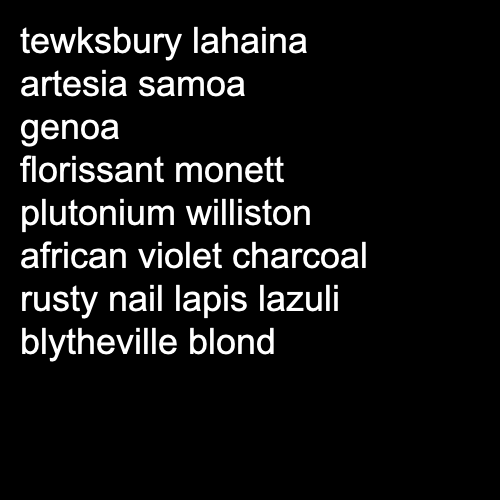 tewksbury lahaina
artesia samoa
genoa
florissant monett
plutonium williston
african violet charcoal
rusty nail lapis lazuli
blytheville blond